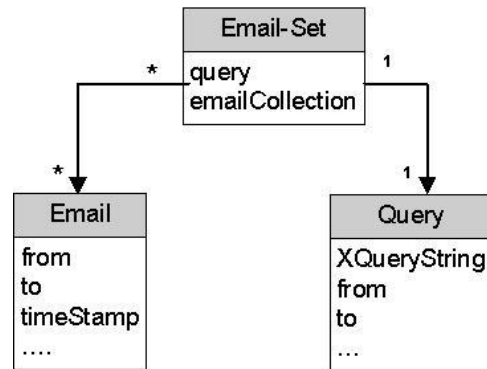 Email-Set
* query 1
emailCollection
* 1
Email Query
from XQueryString
to from
timeStamp to
.... ...